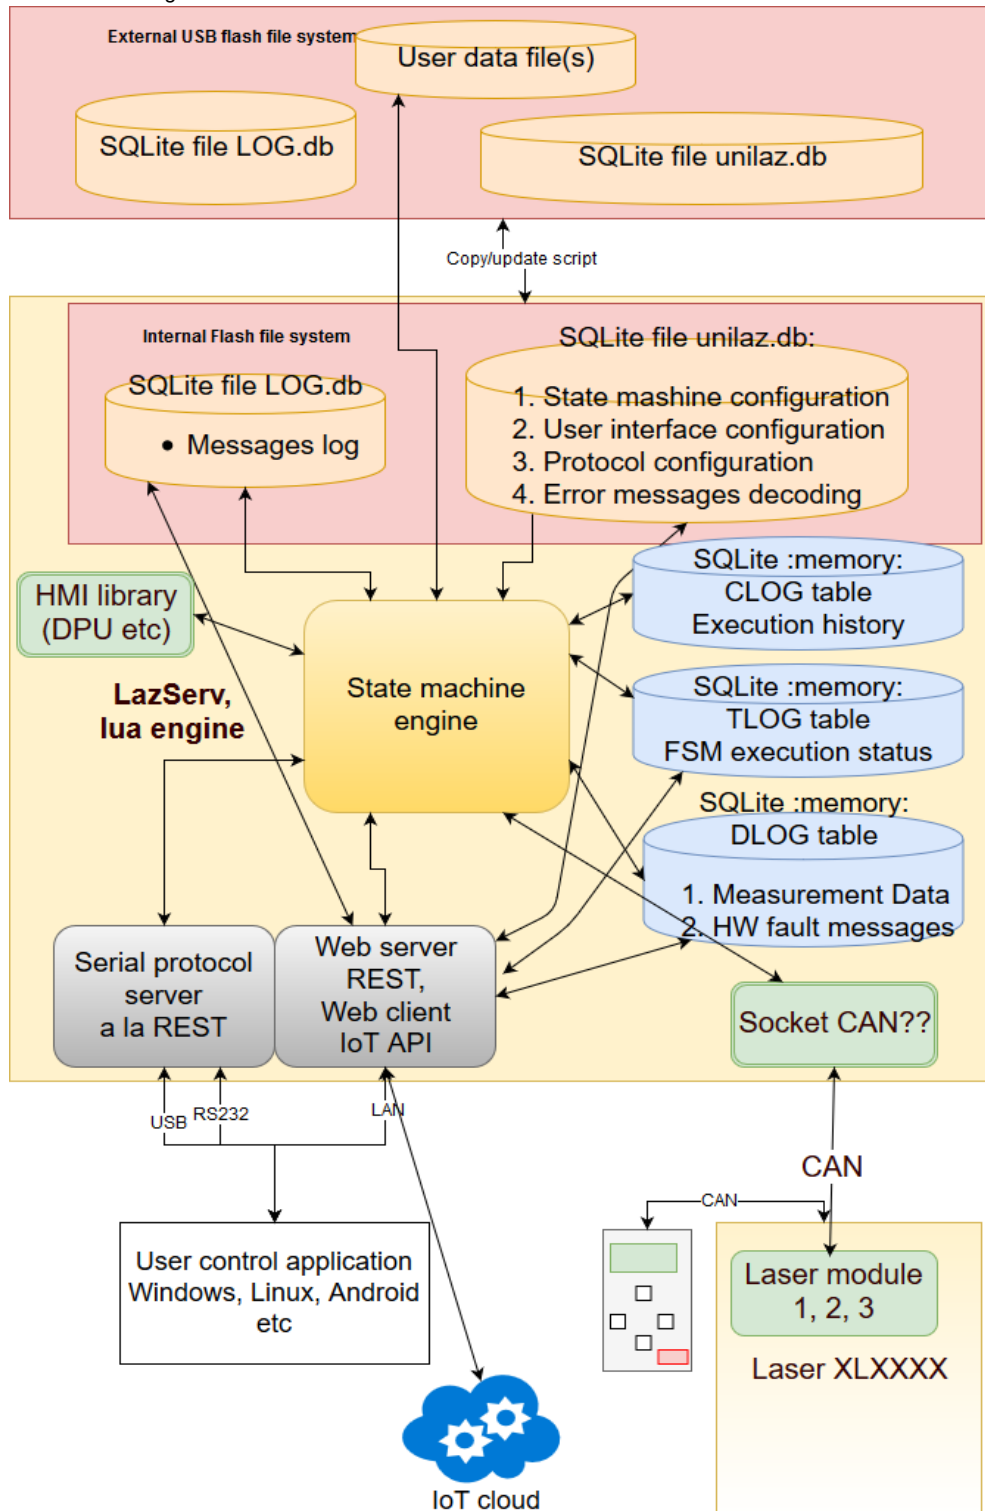 External USB flash file system
User data file(s)
SQLite file LOG.db
SQLite file unilaz.db
Copy/update script
Internal Flash file system
SQLite file unilaz.db:
SQLite file LOG.db
• Messages log
1. State mashine configuration
2. User interface configuration
3. Protocol configuration
4. Error messages decoding
SQLite :memory:
CLOG table
Execution history
HMI library
(DPU etc)
LazServ,
lua engine
State machine
engine
SQLite :memory:
TLOG table
FSM execution status
SQLite :memory:
DLOG table
1. Measurement Data
2. HW fault messages
Serial protocol
server
a la REST
Web server
REST,
Web client
IoT API
Socket CAN??
USB
RS232
LAN
CAN
CAN
User control application
Windows, Linux, Android
etc
Laser module
1, 2, 3
Laser XLXXXX
IoT cloud